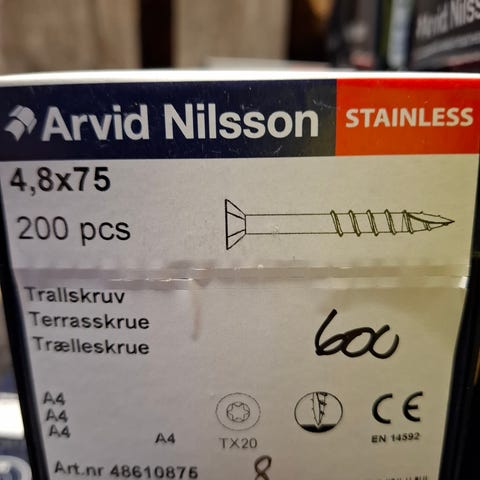 Arvid Nilsson STAINLESS
4,8x75
200 pcs
Trallskruv
Terrasskrue
Trælleskrue
600
A4
A4
A4 A4
TX20
CE
EN 14592
Art.nr 48610875
8